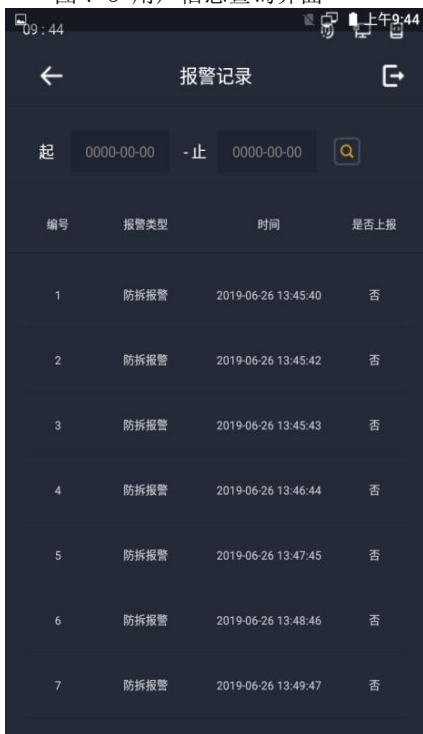 09:44 上午9:44
报警记录
起 0000-00-00 -止 0000-00-00
编号 报警类型 时间 是否上报
1 防拆报警 2019-06-26 13:45:40 否
2 防拆报警 2019-06-26 13:45:42 否
3 防拆报警 2019-06-26 13:45:43 否
4 防拆报警 2019-06-26 13:46:44 否
5 防拆报警 2019-06-26 13:47:45 否
6 防拆报警 2019-06-26 13:48:46 否
7 防拆报警 2019-06-26 13:49:47 否